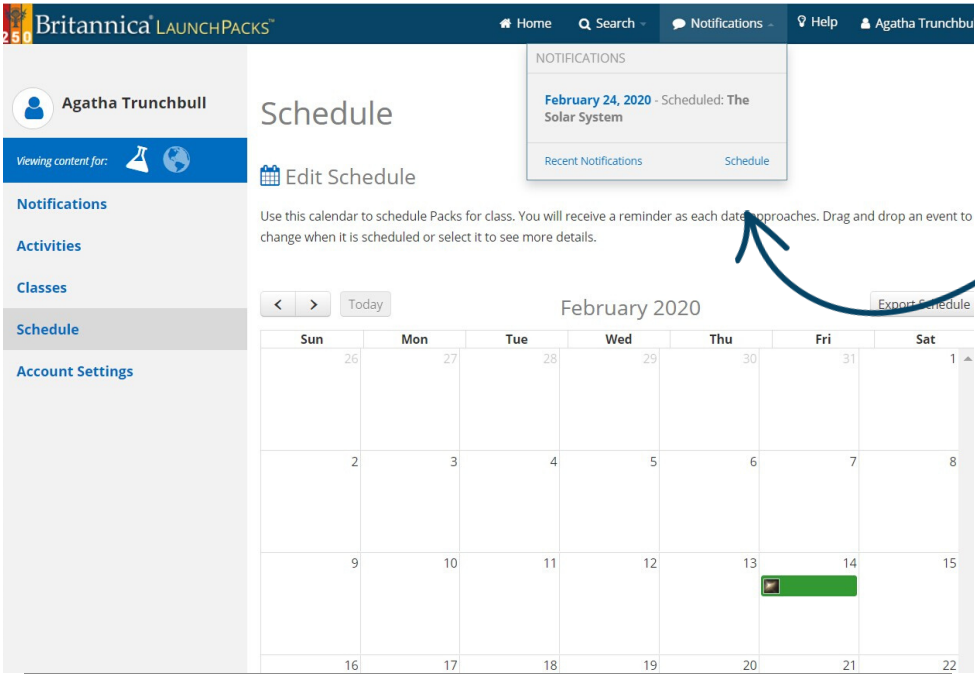 250
Britannica® LAUNCHPACKS™
Home Search Notifications Help Agatha Trunchbu
NOTIFICATIONS
February 24, 2020 - Scheduled: The
Solar System
Recent Notifications Schedule
Agatha Trunchbull
Viewing content for:
Notifications
Activities
Classes
Schedule
Account Settings
Schedule
Edit Schedule
Use this calendar to schedule Packs for class. You will receive a reminder as each date approaches. Drag and drop an event to
change when it is scheduled or select it to see more details.
Today February 2020 Export Schedule
Sun Mon Tue Wed Thu Fri Sat
26 27 28 29 30 31 1
2 3 4 5 6 7 8
9 10 11 12 13 14 15
16 17 18 19 20 21 22